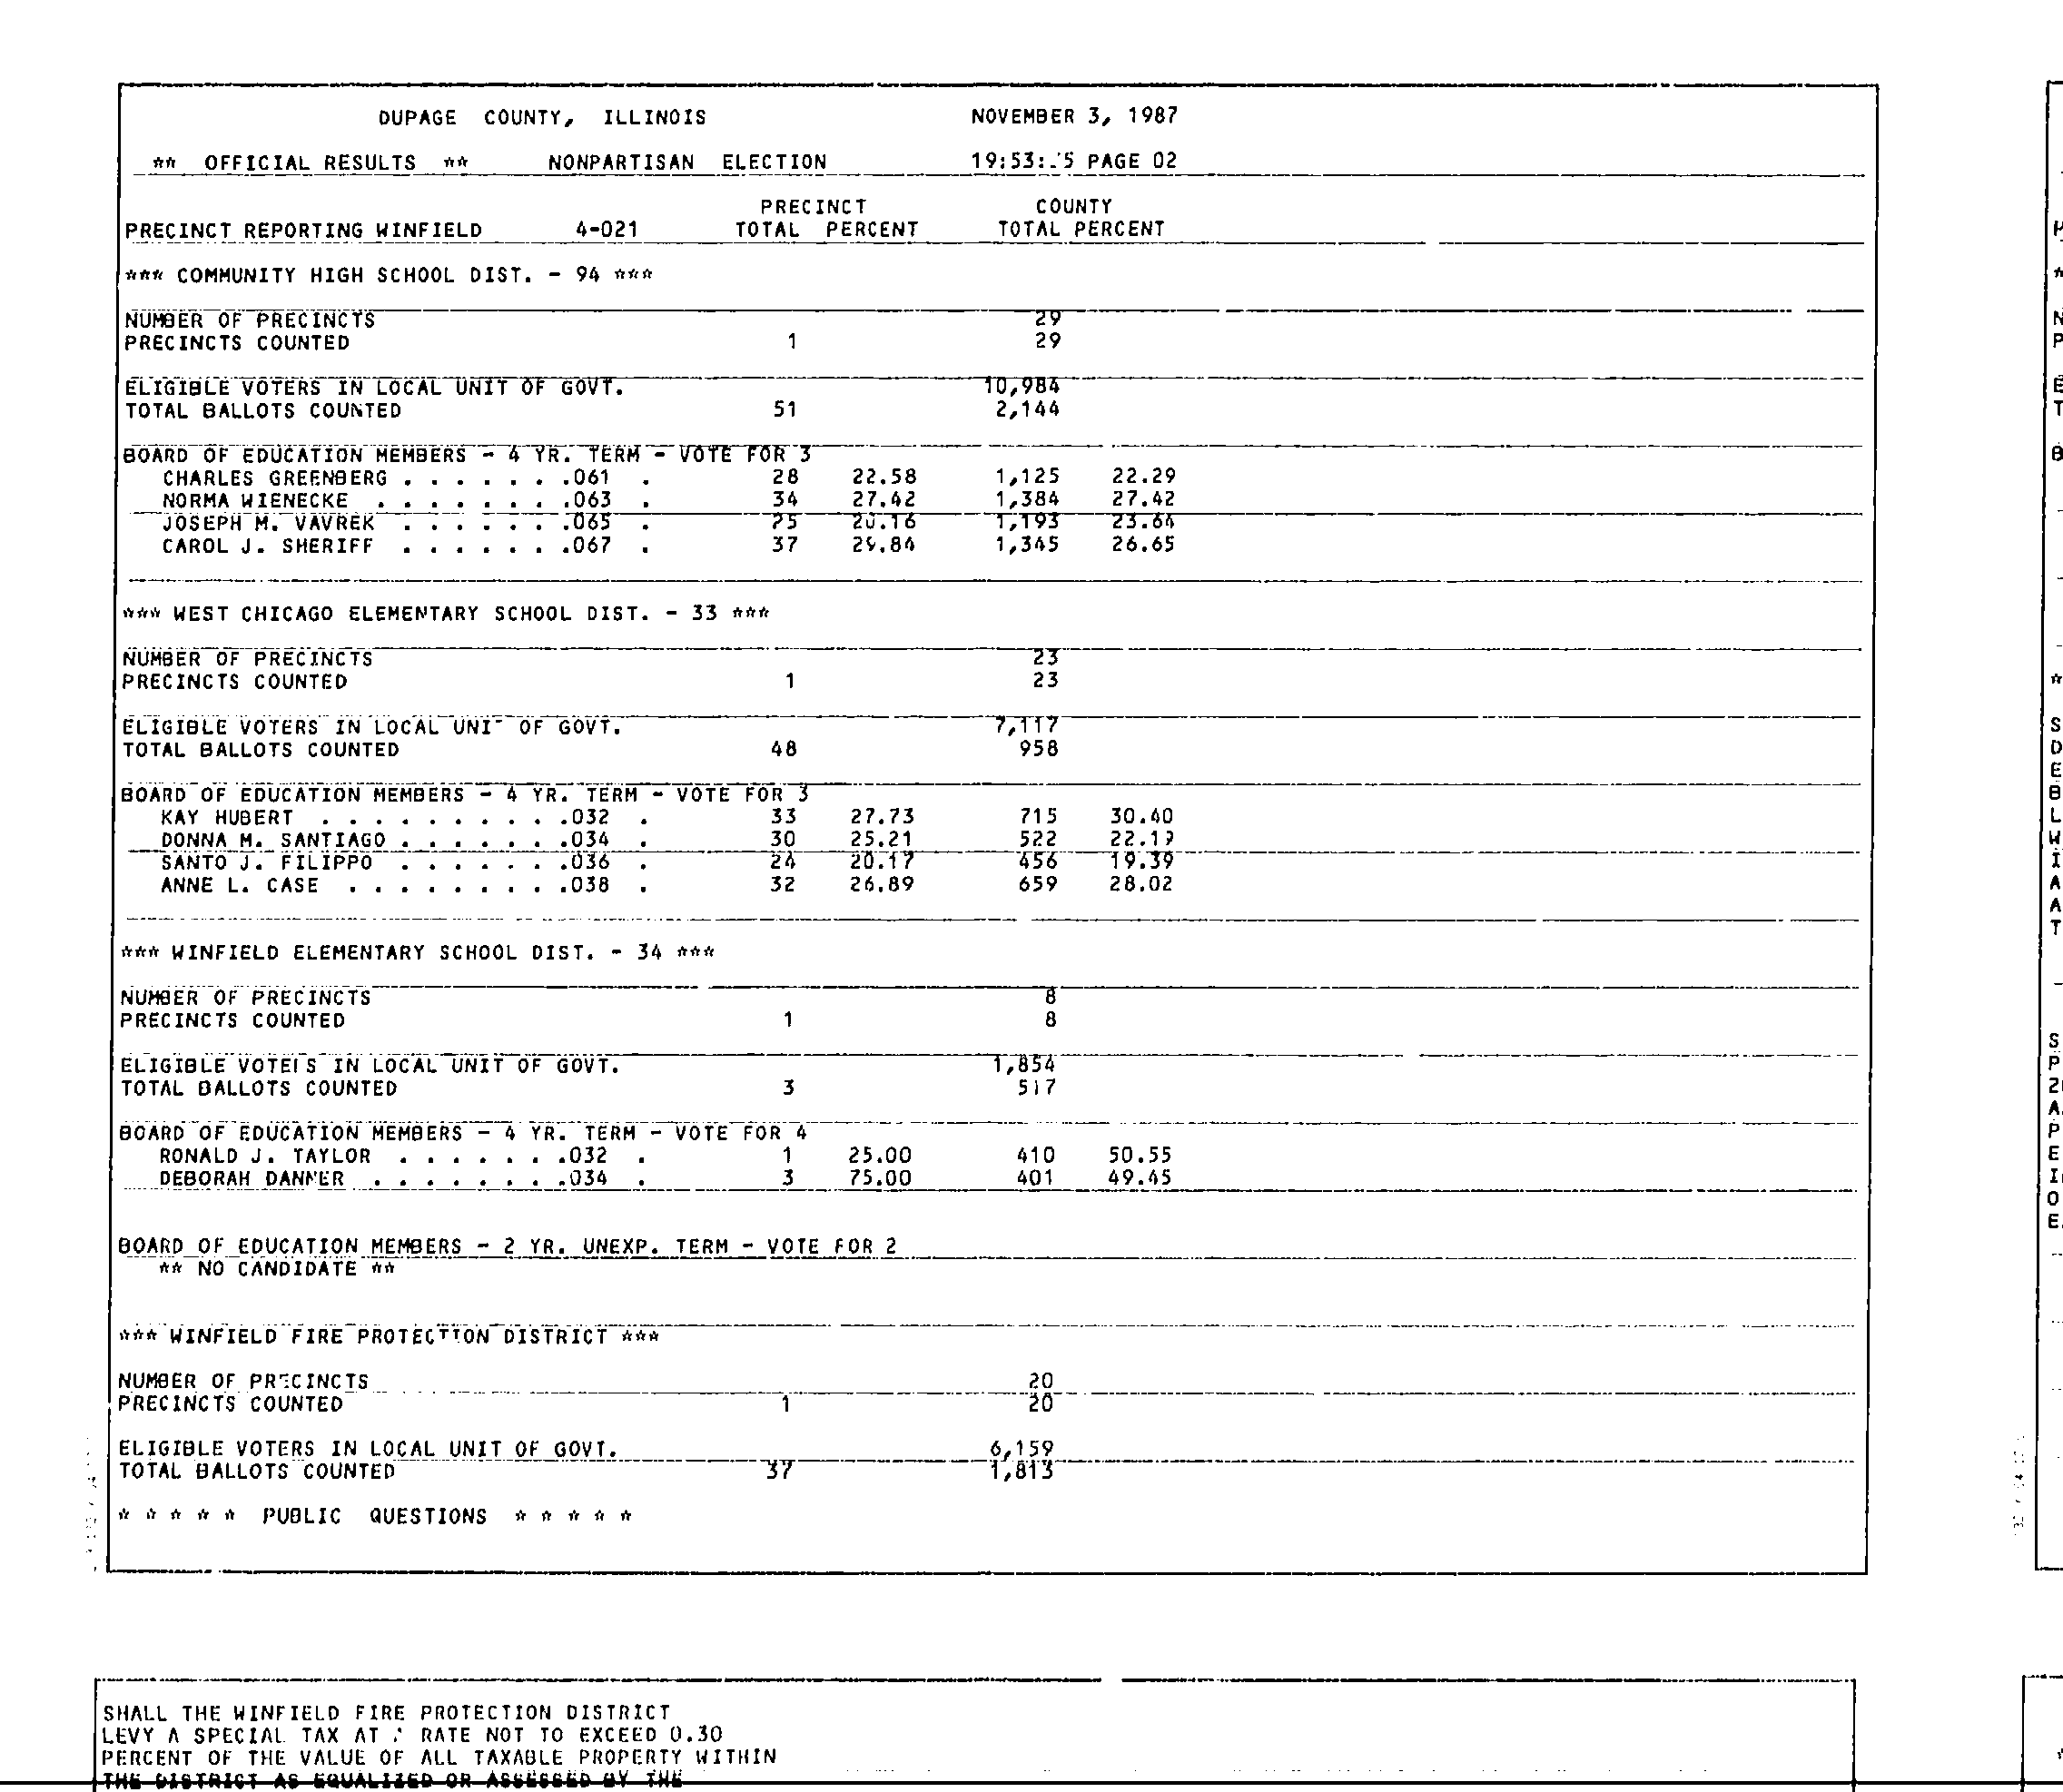 DUPAGE COUNTY, ILLINOIS NOVEMBER 3, 1987
** OFFICIAL RESULTS ** NONPARTISAN ELECTION PAGE 02
PRECINCT COUNTY
PRECINCT REPORTING WINFIELD 4-021 TOTAL PERCENT TOTAL PERCENT
*** COMMUNITY HIGH SCHOOL DIST. - 94 ***
NUMBER OF PRECINCTS 29
PRECINCTS COUNTED 1 29
ELIGIBLE VOTERS IN LOCAL UNIT OF GOVT. 10,984
TOTAL BALLOTS COUNTED 51 2,144
BOARD OF EDUCATION MEMBERS - 4 YR. TERM - VOTE FOR 3
CHARLES GREENBERG . . . . . . .061 . 28 22.58 1,125 22.29
NORMA WIENECKE . . . . . . . .063 . 34 27.42 1,384 27.42
JOSEPH M. VAVREK . . . . . . .065 . 25 20.16 1,193 23.64
CAROL J. SHERIFF . . . . . . .067 . 37 29.84 1,345 26.65
*** WEST CHICAGO ELEMENTARY SCHOOL DIST. - 33 ***
NUMBER OF PRECINCTS 23
PRECINCTS COUNTED 1 23
ELIGIBLE VOTERS IN LOCAL UNIT OF GOVT. 7,117
TOTAL BALLOTS COUNTED 48 958
BOARD OF EDUCATION MEMBERS - 4 YR. TERM - VOTE FOR 3
KAY HUBERT . . . . . . . . . .032 . 33 27.73 715 30.40
DONNA M. SANTIAGO . . . . . . .034 . 30 25.21 522 22.19
SANTO J. FILIPPO . . . . . . .036 . 24 20.17 456 19.39
ANNE L. CASE . . . . . . . . .038 . 32 26.89 659 28.02
*** WINFIELD ELEMENTARY SCHOOL DIST. - 34 ***
NUMBER OF PRECINCTS 8
PRECINCTS COUNTED 1 8
ELIGIBLE VOTERS IN LOCAL UNIT OF GOVT. 1,854
TOTAL BALLOTS COUNTED 3 517
BOARD OF EDUCATION MEMBERS - 4 YR. TERM - VOTE FOR 4
RONALD J. TAYLOR . . . . . . .032 . 1 25.00 410 50.55
DEBORAH DANNER . . . . . . . .034 . 3 75.00 401 49.45
BOARD OF EDUCATION MEMBERS - 2 YR. UNEXP. TERM - VOTE FOR 2
** NO CANDIDATE **
*** WINFIELD FIRE PROTECTION DISTRICT ***
NUMBER OF PRECINCTS 20
PRECINCTS COUNTED 1 20
ELIGIBLE VOTERS IN LOCAL UNIT OF GOVT. 6,159
TOTAL BALLOTS COUNTED 37 1,813
* * * * * PUBLIC QUESTIONS * * * * *
SHALL THE WINFIELD FIRE PROTECTION DISTRICT
LEVY A SPECIAL TAX AT A RATE NOT TO EXCEED 0.30
PERCENT OF THE VALUE OF ALL TAXABLE PROPERTY WITHIN
THE DISTRICT AS EQUALIZED OR ASSESSED BY THE